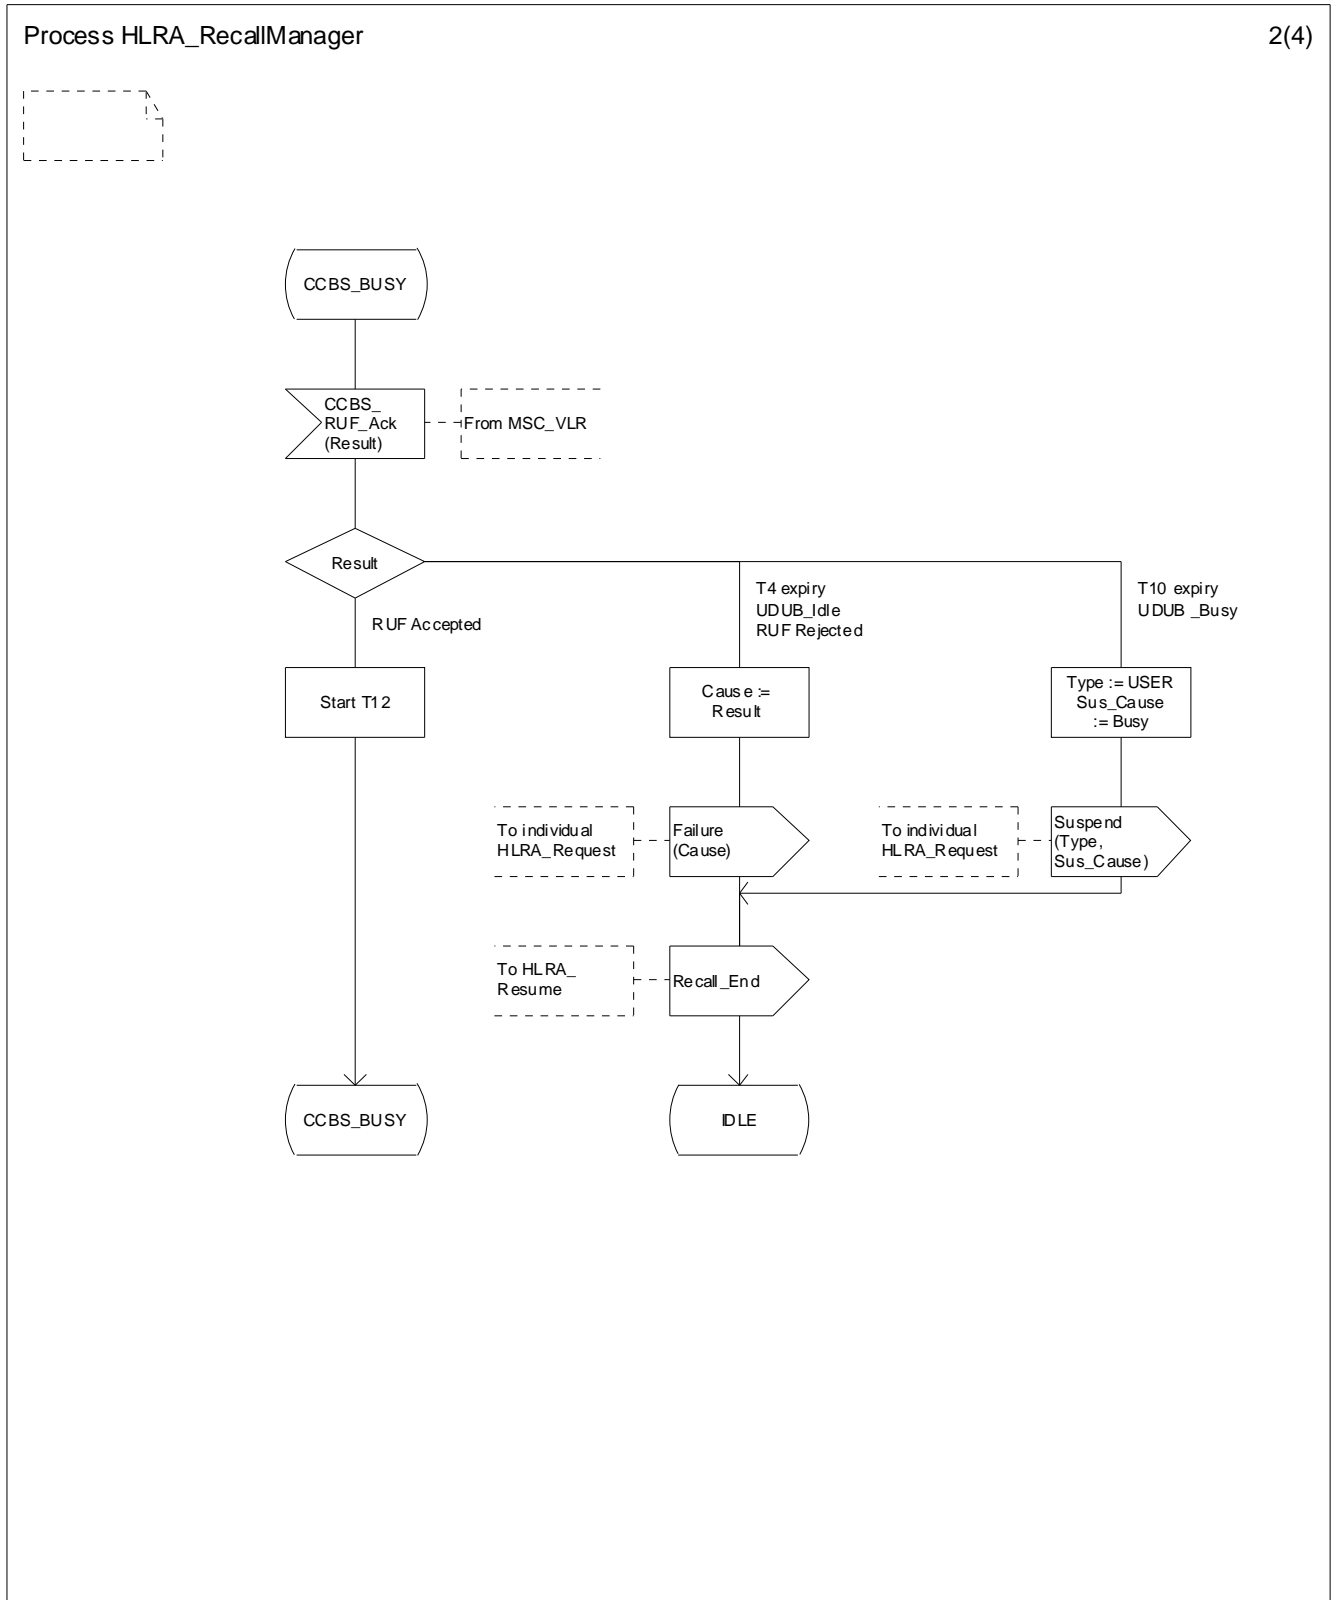 Process HLRA_RecallManager
2(4)
CCBS_BUSY
CCBS_
RUF_Ack
(Result)
From MSC_VLR
Result
RUF Accepted
T4 expiry
UDUB_Idle
RUF Rejected
T10 expiry
UDUB_Busy
Start T12
Cause :=
Result
Type := USER
Sus_Cause
:= Busy
To individual
HLRA_Request
Failure
(Cause)
To individual
HLRA_Request
Suspend
(Type,
Sus_Cause)
To HLRA_
Resume
Recall_End
CCBS_BUSY
IDLE